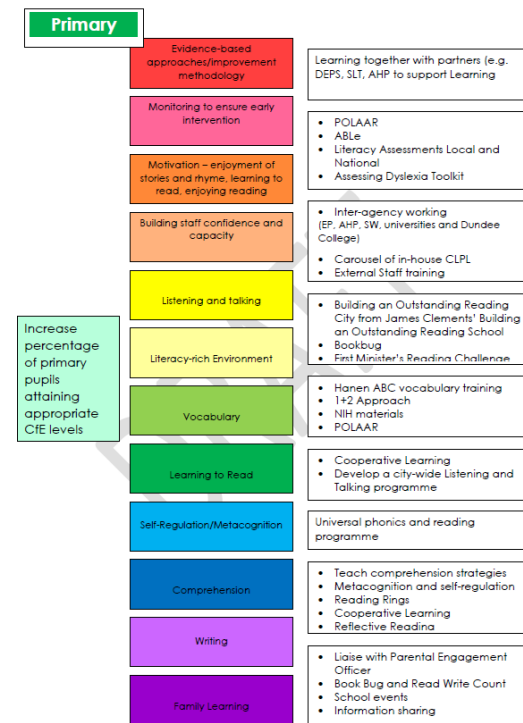 Primary
Evidence-based
approaches/improvement
methodology
Monitoring to ensure early
intervention
Motivation – enjoyment of
stories and rhyme, learning to
read, enjoying reading
Building staff confidence and
capacity
Listening and talking
Literacy-rich Environment
Vocabulary
Learning to Read
Self-Regulation/Metacognition
Comprehension
Writing
Family Learning
Increase
percentage
of primary
pupils
attaining
appropriate
CfE levels
Learning together with partners (e.g.
DEPS, SLT, AHP to support Learning
• POLAAR
• ABLe
• Literacy Assessments Local and
National
• Assessing Dyslexia Toolkit
• Inter-agency working
(EP, AHP, SW, universities and Dundee
College)
• Carousel of in-house CLPL
• External Staff training
• Building an Outstanding Reading
City from James Clements' Building
an Outstanding Reading School
• Bookbug
• First Minister's Reading Challenge
• Hanen ABC vocabulary training
• 1+2 Approach
• NIH materials
• POLAAR
• Cooperative Learning
• Develop a city-wide Listening and
Talking programme
Universal phonics and reading
programme
• Teach comprehension strategies
• Metacognition and self-regulation
• Reading Rings
• Cooperative Learning
• Reflective Reading
• Liaise with Parental Engagement
Officer
• Book Bug and Read Write Count
• School events
• Information sharing
DRAFT